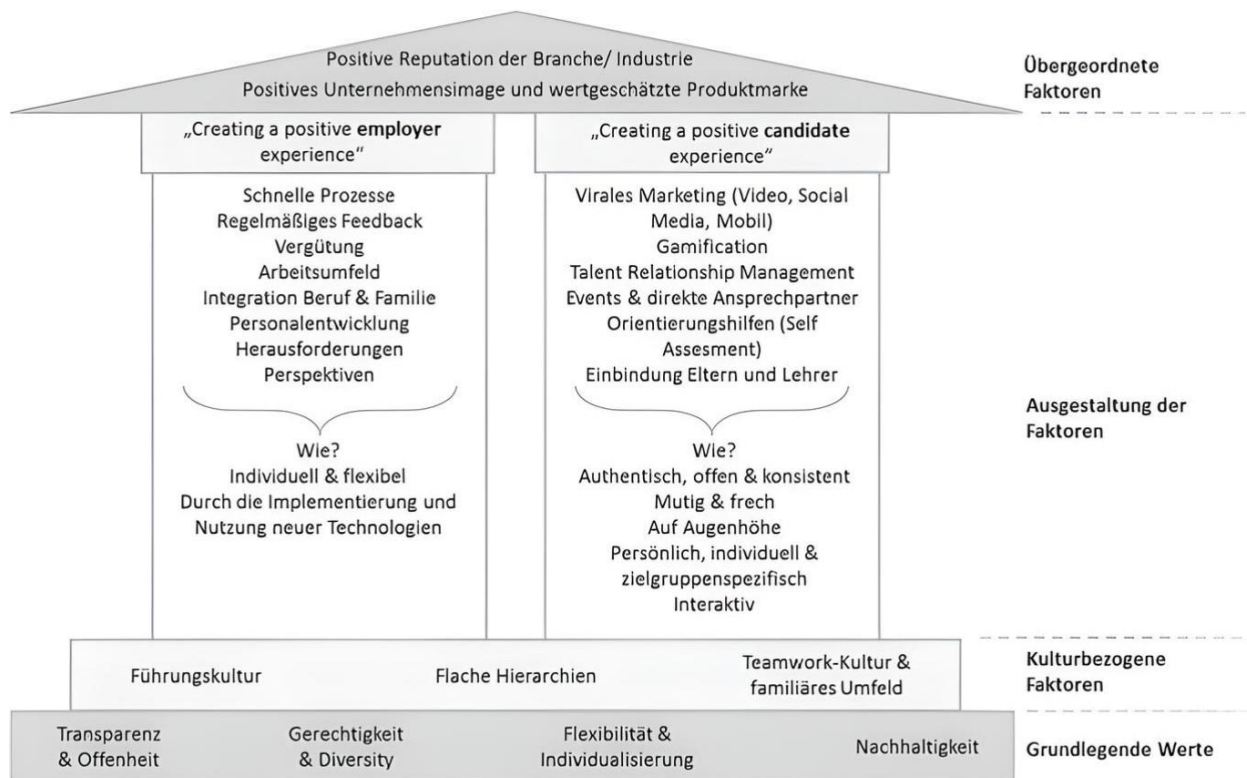 Positive Reputation der Branche/ Industrie
Positives Unternehmensimage und wertgeschätzte Produktmarke
Übergeordnete
Faktoren
„Creating a positive employer
experience“
„Creating a positive candidate
experience“
Schnelle Prozesse
Regelmäßiges Feedback
Vergütung
Arbeitsumfeld
Integration Beruf & Familie
Personalentwicklung
Herausforderungen
Perspektiven
Wie?
Individuell & flexibel
Durch die Implementierung und
Nutzung neuer Technologien
Virales Marketing (Video, Social
Media, Mobil)
Gamification
Talent Relationship Management
Events & direkte Ansprechpartner
Orientierungshilfen (Self
Assesment)
Einbindung Eltern und Lehrer
Wie?
Authentisch, offen & konsistent
Mutig & frech
Auf Augenhöhe
Persönlich, individuell &
zielgruppenspezifisch
Interaktiv
Ausgestaltung der
Faktoren
Führungskultur
Flache Hierarchien
Teamwork-Kultur &
familiäres Umfeld
Kulturbezogene
Faktoren
Transparenz
& Offenheit
Gerechtigkeit
& Diversity
Flexibilität &
Individualisierung
Nachhaltigkeit
Grundlegende Werte